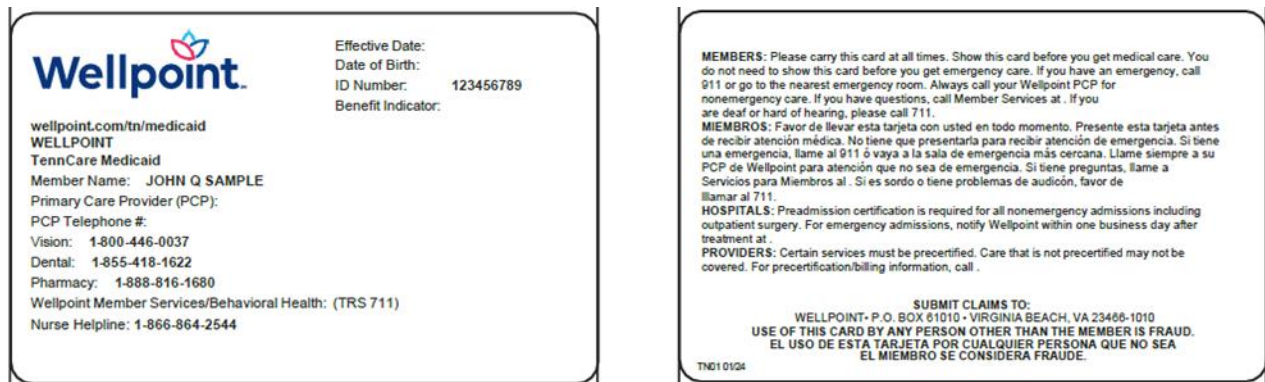 Wellpoint
Effective Date:
Date of Birth:
ID Number: 123456789
Benefit Indicator:
wellpoint.com/tn/medicaid
WELLPOINT
TennCare Medicaid
Member Name: JOHN Q SAMPLE
Primary Care Provider (PCP):
PCP Telephone #:
Vision: 1-800-446-0037
Dental: 1-855-418-1622
Pharmacy: 1-888-816-1680
Wellpoint Member Services/Behavioral Health: (TRS 711)
Nurse Helpline: 1-866-864-2544
MEMBERS: Please carry this card at all times. Show this card before you get medical care. You
do not need to show this card before you get emergency care. If you have an emergency, call
911 or go to the nearest emergency room. Always call your Wellpoint PCP for
nonemergency care. If you have questions, call Member Services at . If you
are deaf or hard of hearing, please call 711.
MIEMBROS: Favor de llevar esta tarjeta con usted en todo momento. Presente esta tarjeta antes
de recibir atención médica. No tiene que presentarla para recibir atención de emergencia. Si tiene
una emergencia, llame al 911 ó vaya a la sala de emergencia más cercana. Llame siempre a su
PCP de Wellpoint para atención que no sea de emergencia. Si tiene preguntas, llame a
Servicios para Miembros al . Si es sordo o tiene problemas de audicón, favor de
lllamar al 711.
HOSPITALS: Preadmission certification is required for all nonemergency admissions including
outpatient surgery. For emergency admissions, notify Wellpoint within one business day after
treatment at .
PROVIDERS: Certain services must be precertified. Care that is not precertified may not be
covered. For precertification/billing information, call .
SUBMIT CLAIMS TO:
WELLPOINT• P.O. BOX 61010 • VIRGINIA BEACH, VA 23466-1010
USE OF THIS CARD BY ANY PERSON OTHER THAN THE MEMBER IS FRAUD.
EL USO DE ESTA TARJETA POR CUALQUIER PERSONA QUE NO SEA
EL MIEMBRO SE CONSIDERA FRAUDE.
TN01 01/24